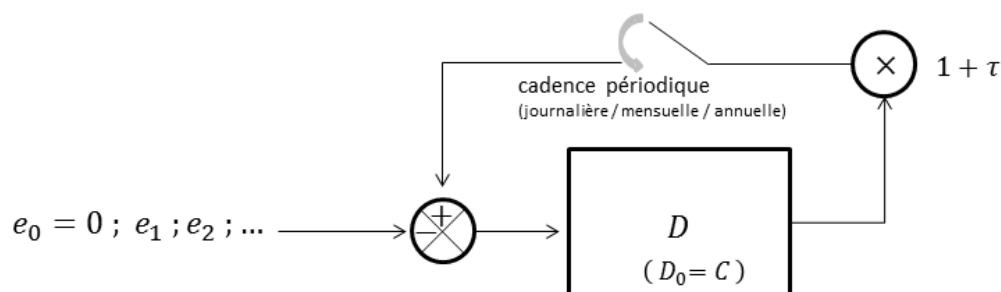 × 1 + τ
cadence périodique
(journalière / mensuelle / annuelle)
+
e₀ = 0 ; e₁ ; e₂ ; ...
−
D
( D₀ = C )